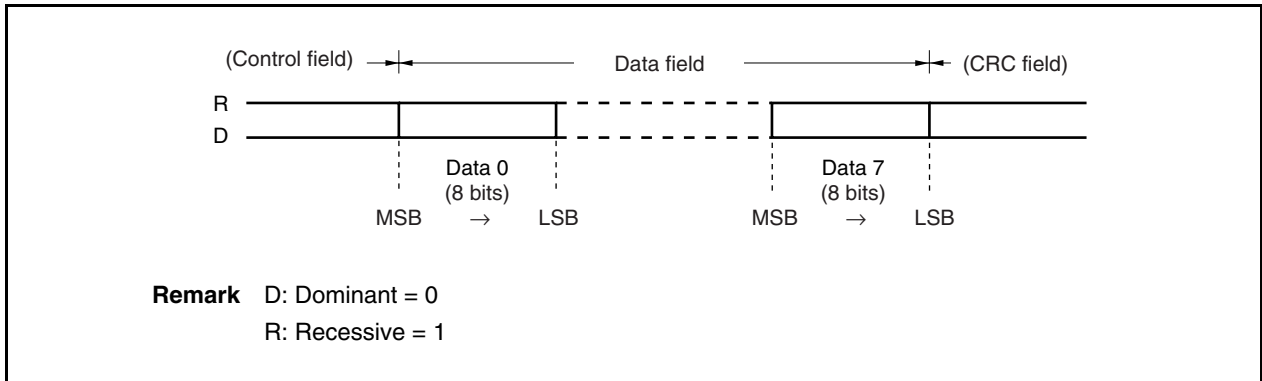 (Control field) Data field (CRC field)
R
D
Data 0 Data 7
(8 bits) (8 bits)
MSB → LSB MSB → LSB
Remark D: Dominant = 0
R: Recessive = 1